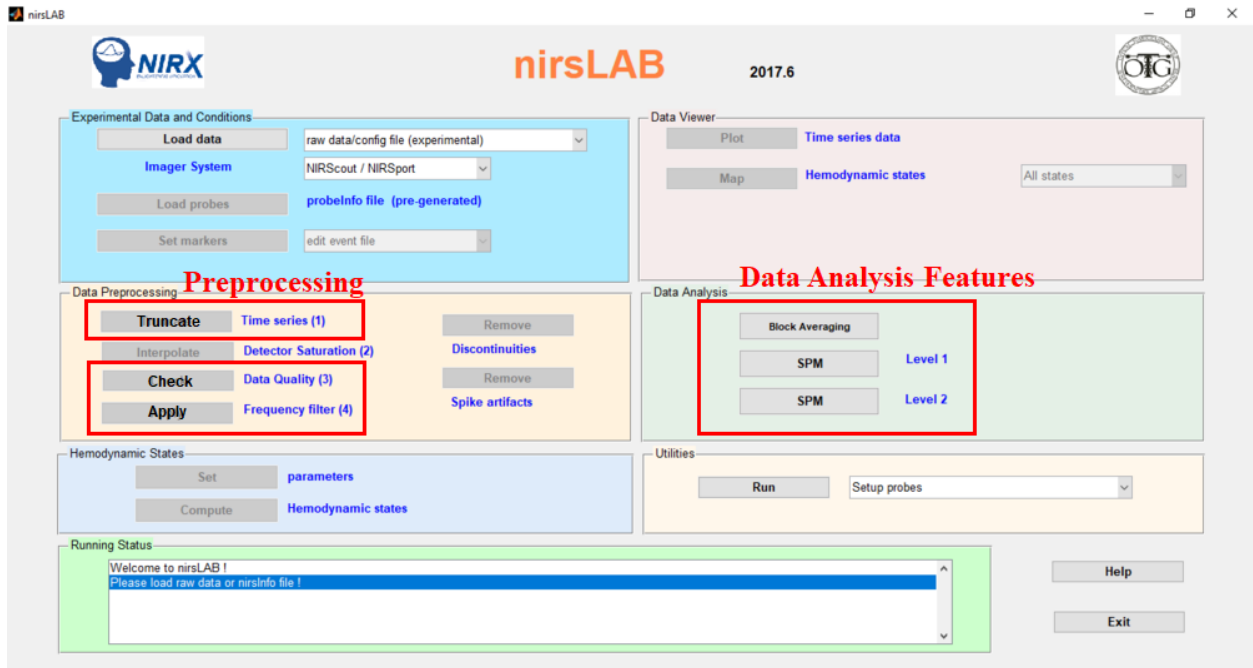 nirsLAB
NIRX
nirsLAB
2017.6
OTG
Experimental Data and Conditions
Load data
raw data/config file (experimental)
Imager System
NIRScout / NIRSport
Load probes
probeInfo file (pre-generated)
Set markers
edit event file
Data Viewer
Plot
Time series data
Map
Hemodynamic states
All states
Preprocessing
Data Preprocessing
Truncate
Time series (1)
Interpolate
Detector Saturation (2)
Check
Data Quality (3)
Apply
Frequency filter (4)
Remove
Discontinuities
Remove
Spike artifacts
Data Analysis Features
Data Analysis
Block Averaging
SPM
Level 1
SPM
Level 2
Hemodynamic States
Set
parameters
Compute
Hemodynamic states
Utilities
Run
Setup probes
Running Status
Welcome to nirsLAB !
Please load raw data or nirsInfo file !
Help
Exit